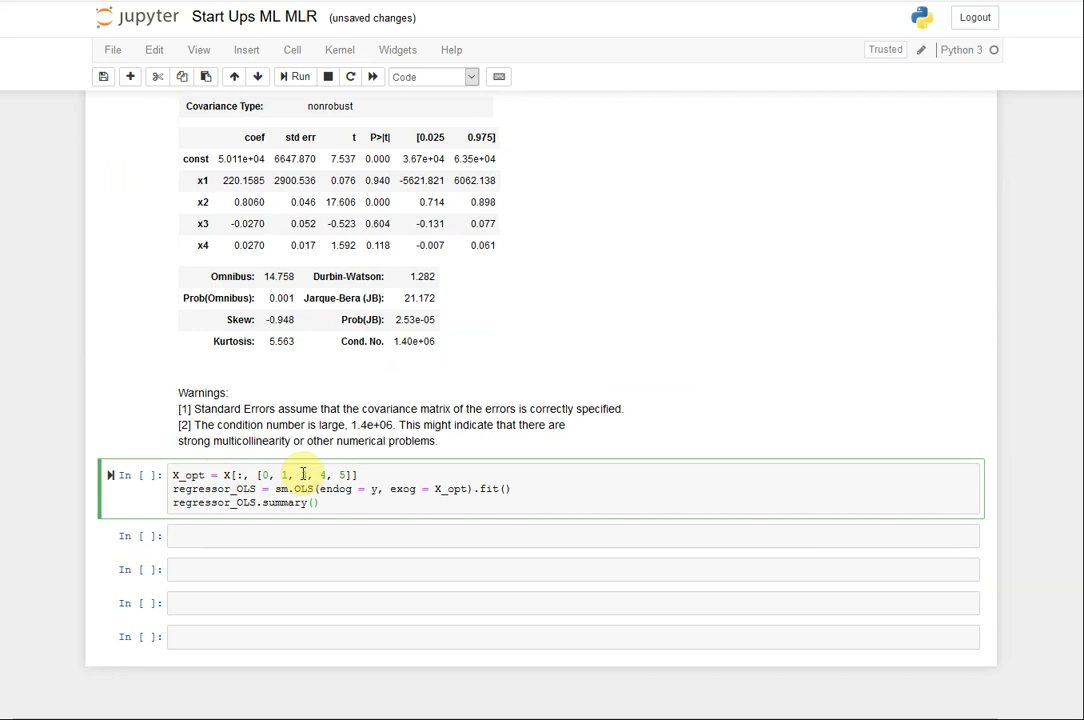 jupyter Start Ups ML MLR (unsaved changes) Logout
File Edit View Insert Cell Kernel Widgets Help Trusted Python 3
Run Code
Covariance Type: nonrobust
coef std err t P>|t| [0.025 0.975]
const 5.011e+04 6647.870 7.537 0.000 3.67e+04 6.35e+04
x1 220.1585 2900.536 0.076 0.940 -5621.821 6062.138
x2 0.8060 0.046 17.606 0.000 0.714 0.898
x3 -0.0270 0.052 -0.523 0.604 -0.131 0.077
x4 0.0270 0.017 1.592 0.118 -0.007 0.061
Omnibus: 14.758 Durbin-Watson: 1.282
Prob(Omnibus): 0.001 Jarque-Bera (JB): 21.172
Skew: -0.948 Prob(JB): 2.53e-05
Kurtosis: 5.563 Cond. No. 1.40e+06
Warnings:
[1] Standard Errors assume that the covariance matrix of the errors is correctly specified.
[2] The condition number is large, 1.4e+06. This might indicate that there are
strong multicollinearity or other numerical problems.
In [ ]: X_opt = X[:, [0, 1, , 4, 5]]
regressor_OLS = sm.OLS(endog = y, exog = X_opt).fit()
regressor_OLS.summary()
In [ ]:
In [ ]:
In [ ]:
In [ ]: